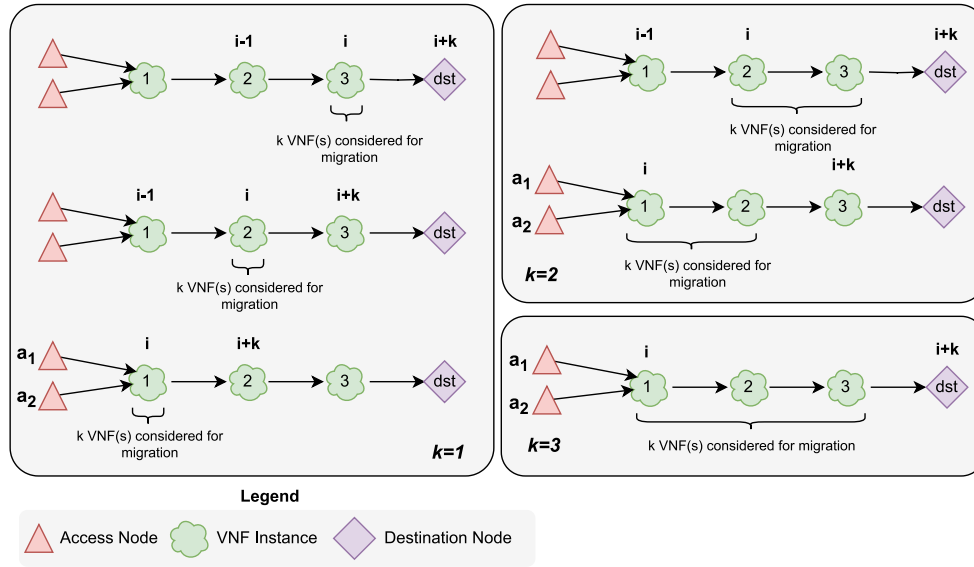 i-1 i i+k
1 2 3 dst
k VNF(s) considered for
migration
i-1 i i+k
1 2 3 dst
k VNF(s) considered for
migration
i i+k
a1
1 2 3 dst
a2
k VNF(s) considered for
migration
k=1
i-1 i i+k
1 2 3 dst
k VNF(s) considered for
migration
i i+k
a1
1 2 3 dst
a2
k VNF(s) considered for
migration
k=2
i i+k
a1
1 2 3 dst
a2
k VNF(s) considered for migration
k=3
Legend
Access Node VNF Instance Destination Node